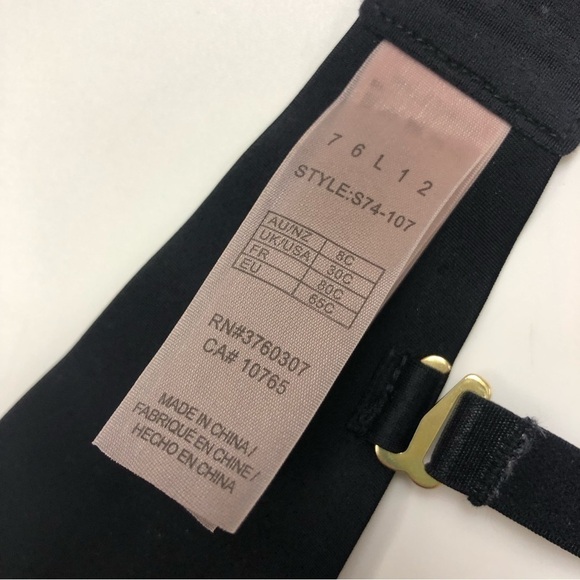 7 6 L 1 2
STYLE:S74-107
AU/NZ 8C
UK/USA 30C
FR 80C
EU 65C
RN#3760307
CA# 10765
MADE IN CHINA /
FABRIQUE EN CHINE /
HECHO EN CHINA